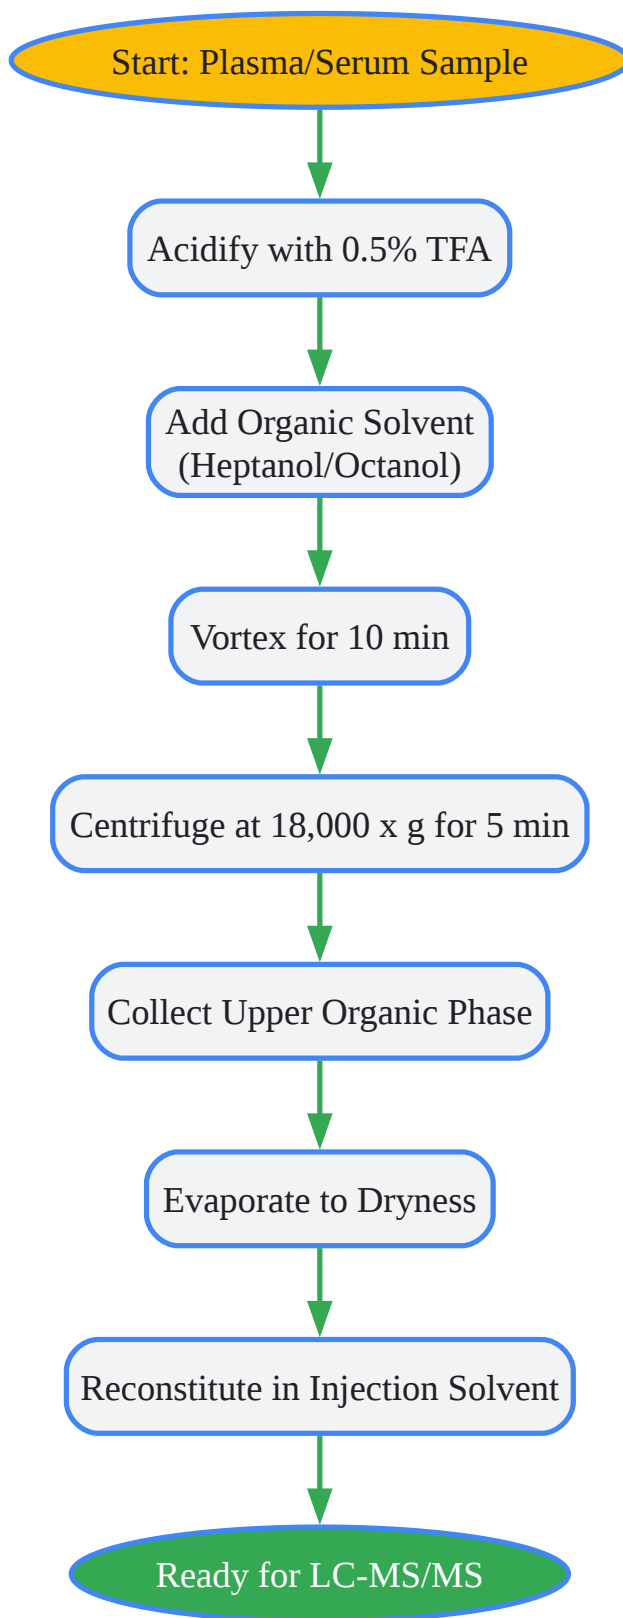 Start: Plasma/Serum Sample
Acidify with 0.5% TFA
Add Organic Solvent
(Heptanol/Octanol)
Vortex for 10 min
Centrifuge at 18,000 x g for 5 min
Collect Upper Organic Phase
Evaporate to Dryness
Reconstitute in Injection Solvent
Ready for LC-MS/MS